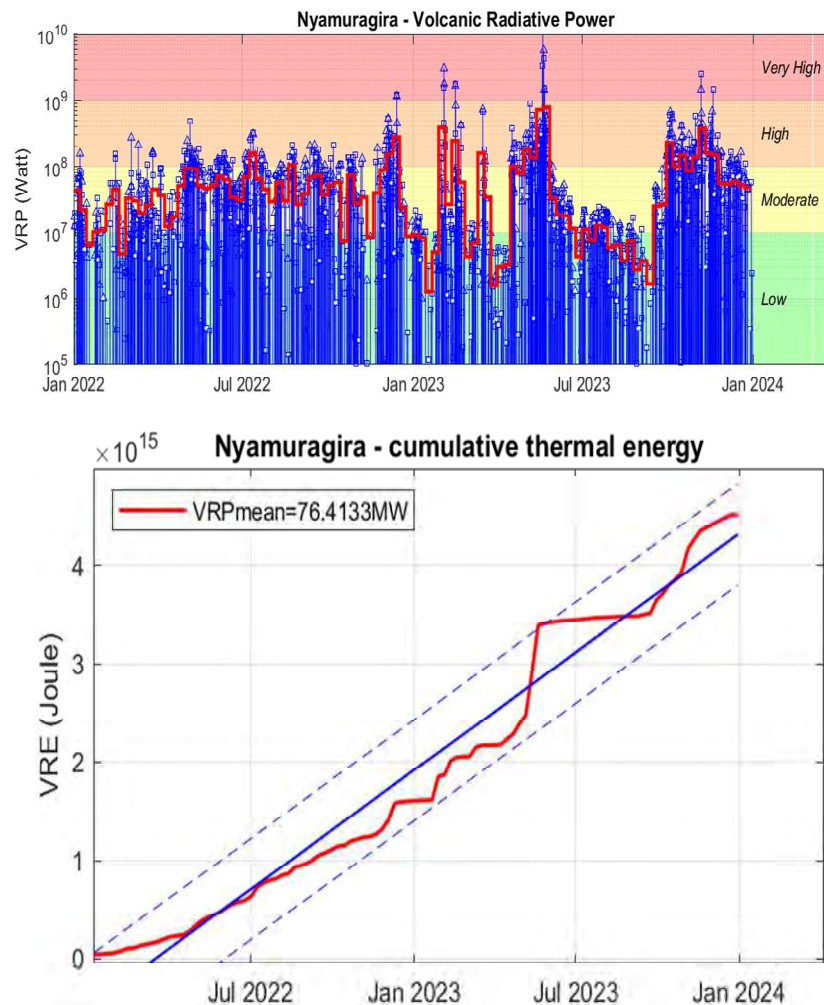 Nyamuragira - Volcanic Radiative Power
VRP (Watt)
10^10
10^9
10^8
10^7
10^6
10^5
Very High
High
Moderate
Low
Jan 2022 Jul 2022 Jan 2023 Jul 2023 Jan 2024
Nyamuragira - cumulative thermal energy
×10^15
VRPmean=76.4133MW
VRE (Joule)
4
3
2
1
0
Jul 2022 Jan 2023 Jul 2023 Jan 2024